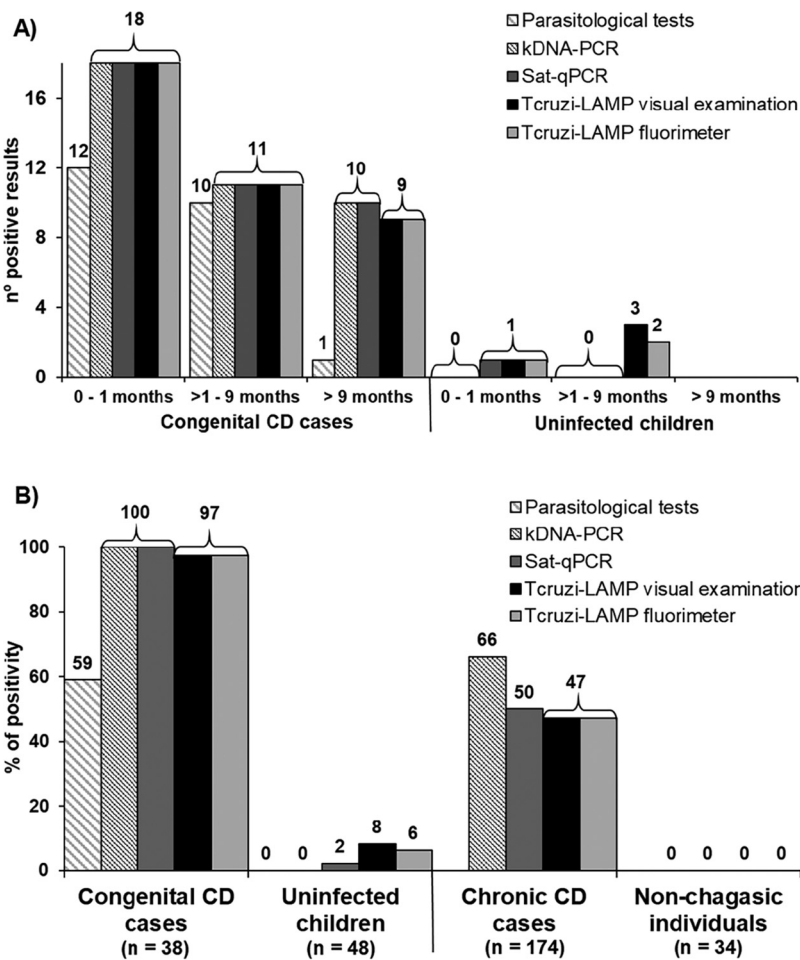 A)
18
Parasitological tests
kDNA-PCR
Sat-qPCR
Tcruzi-LAMP visual examination
Tcruzi-LAMP fluorimeter
16
12
12
10
11
10
9
8
4
0
1
0
1
0
3
2
nº positive results
0 - 1 months >1 - 9 months > 9 months 0 - 1 months >1 - 9 months > 9 months
Congenital CD cases Uninfected children
B)
100 97
Parasitological tests
kDNA-PCR
Sat-qPCR
Tcruzi-LAMP visual examination
Tcruzi-LAMP fluorimeter
100
80
60
40
20
0
% of positivity
59
0 0 2 8 6
66
50
47
0 0 0 0
Congenital CD cases (n = 38)
Uninfected children (n = 48)
Chronic CD cases (n = 174)
Non-chagasic individuals (n = 34)